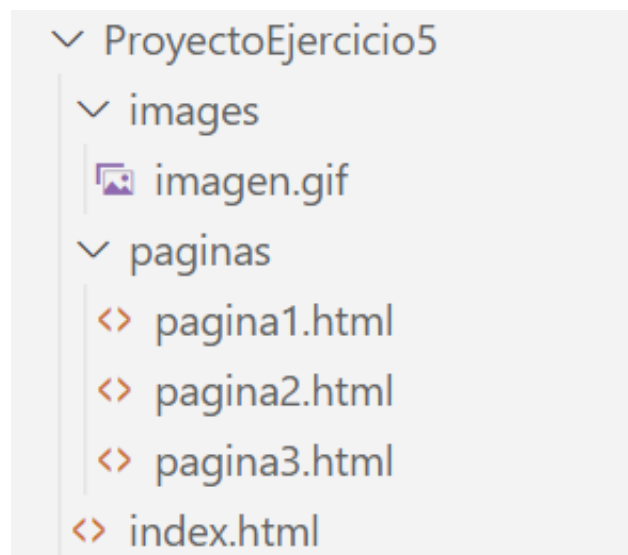 ProyectoEjercicio5
images
imagen.gif
paginas
pagina1.html
pagina2.html
pagina3.html
index.html